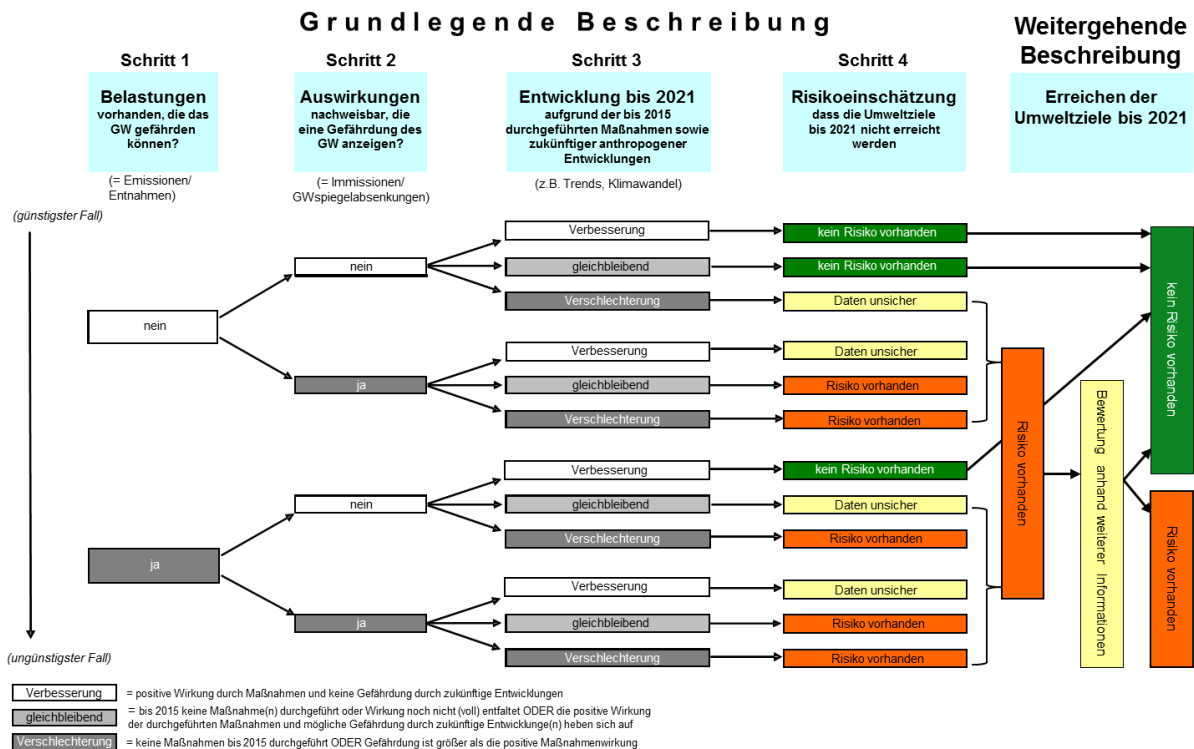 Grundlegende Beschreibung
Weitergehende
Beschreibung
Schritt 1
Schritt 2
Schritt 3
Schritt 4
Belastungen
vorhanden, die das
GW gefährden
können?
Auswirkungen
nachweisbar, die
eine Gefährdung des
GW anzeigen?
Entwicklung bis 2021
aufgrund der bis 2015
durchgeführten Maßnahmen sowie
zukünftiger anthropogener
Entwicklungen
Risikoeinschätzung
dass die Umweltziele
bis 2021 nicht erreicht
werden
Erreichen der
Umweltziele bis 2021
(= Emissionen/
Entnahmen)
(= Immissionen/
GWspiegelabsenkungen)
(z.B. Trends, Klimawandel)
(günstigster Fall)
nein
nein
Verbesserung
kein Risiko vorhanden
gleichbleibend
kein Risiko vorhanden
Verschlechterung
Daten unsicher
ja
Verbesserung
Daten unsicher
gleichbleibend
Risiko vorhanden
Verschlechterung
Risiko vorhanden
ja
nein
Verbesserung
kein Risiko vorhanden
gleichbleibend
Daten unsicher
Verschlechterung
Risiko vorhanden
ja
Verbesserung
Daten unsicher
gleichbleibend
Risiko vorhanden
Verschlechterung
Risiko vorhanden
Risiko vorhanden
Bewertung anhand weiterer Informationen
kein Risiko vorhanden
Risiko vorhanden
(ungünstigster Fall)
Verbesserung
= positive Wirkung durch Maßnahmen und keine Gefährdung durch zukünftige Entwicklungen
gleichbleibend
= bis 2015 keine Maßnahme(n) durchgeführt oder Wirkung noch nicht (voll) entfaltet ODER die positive Wirkung
der durchgeführten Maßnahmen und mögliche Gefährdung durch zukünftige Entwicklunge(n) heben sich auf
Verschlechterung
= keine Maßnahmen bis 2015 durchgeführt ODER Gefährdung ist größer als die positive Maßnahmenwirkung